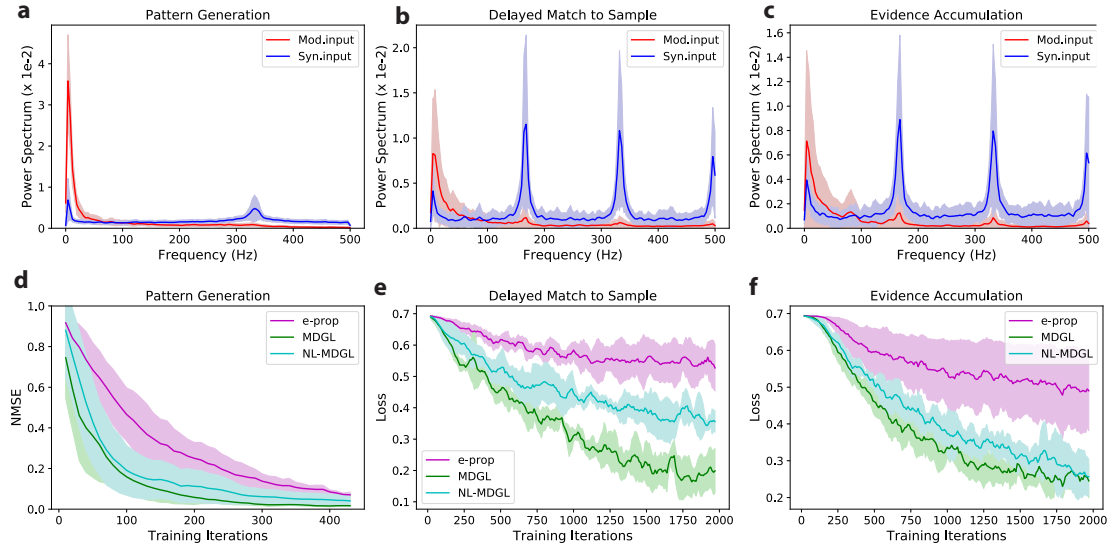 a
Pattern Generation
Power Spectrum (x 1e-2)
4
3
2
1
0
Mod.input
Syn.input
0 100 200 300 400 500
Frequency (Hz)
b
Delayed Match to Sample
Power Spectrum (x 1e-2)
2.0
1.5
1.0
0.5
0.0
Mod.input
Syn.input
0 100 200 300 400 500
Frequency (Hz)
c
Evidence Accumulation
Power Spectrum (x 1e-2)
1.6
1.4
1.2
1.0
0.8
0.6
0.4
0.2
0.0
Mod.input
Syn.input
0 100 200 300 400 500
Frequency (Hz)
d
Pattern Generation
NMSE
1.0
0.8
0.6
0.4
0.2
0.0
e-prop
MDGL
NL-MDGL
0 100 200 300 400
Training Iterations
e
Delayed Match to Sample
Loss
0.7
0.6
0.5
0.4
0.3
0.2
0.1
e-prop
MDGL
NL-MDGL
0 250 500 750 1000 1250 1500 1750 2000
Training Iterations
f
Evidence Accumulation
Loss
0.7
0.6
0.5
0.4
0.3
0.2
e-prop
MDGL
NL-MDGL
0 250 500 750 1000 1250 1500 1750 2000
Training Iterations